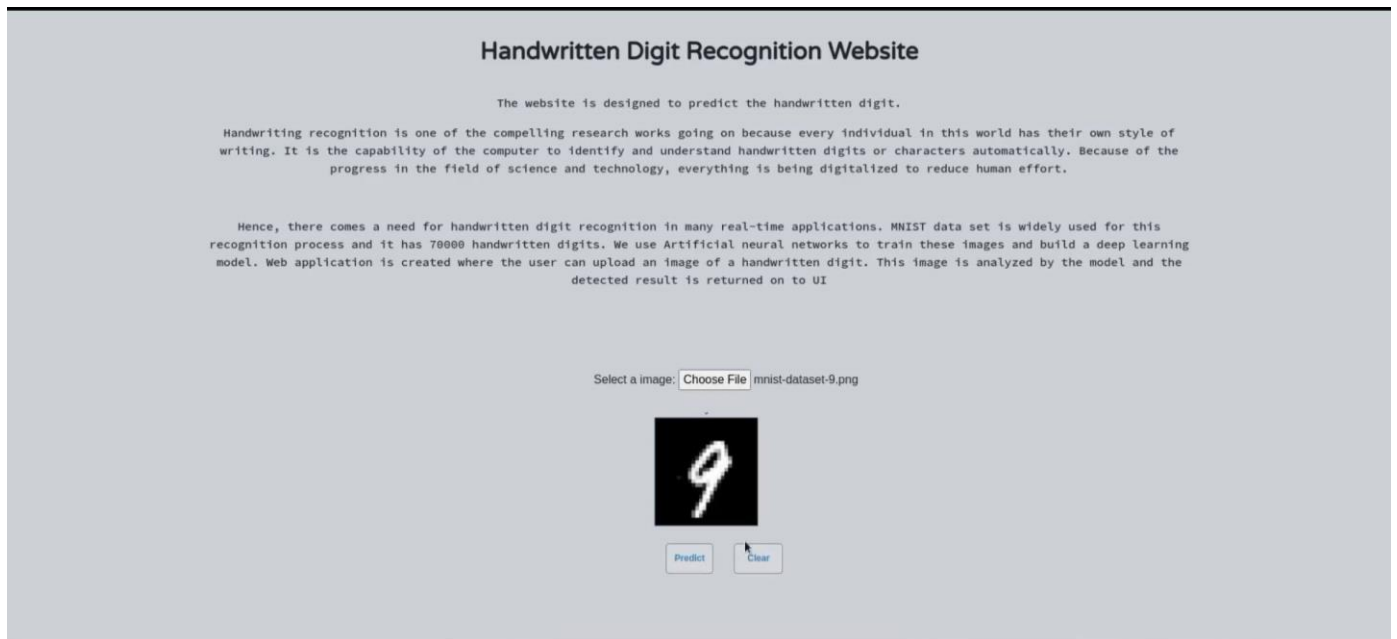 Handwritten Digit Recognition Website
The website is designed to predict the handwritten digit.
Handwriting recognition is one of the compelling research works going on because every individual in this world has their own style of
writing. It is the capability of the computer to identify and understand handwritten digits or characters automatically. Because of the
progress in the field of science and technology, everything is being digitalized to reduce human effort.
Hence, there comes a need for handwritten digit recognition in many real-time applications. MNIST data set is widely used for this
recognition process and it has 70000 handwritten digits. We use Artificial neural networks to train these images and build a deep learning
model. Web application is created where the user can upload an image of a handwritten digit. This image is analyzed by the model and the
detected result is returned on to UI
Select a image: Choose File mnist-dataset-9.png
9
Predict Clear